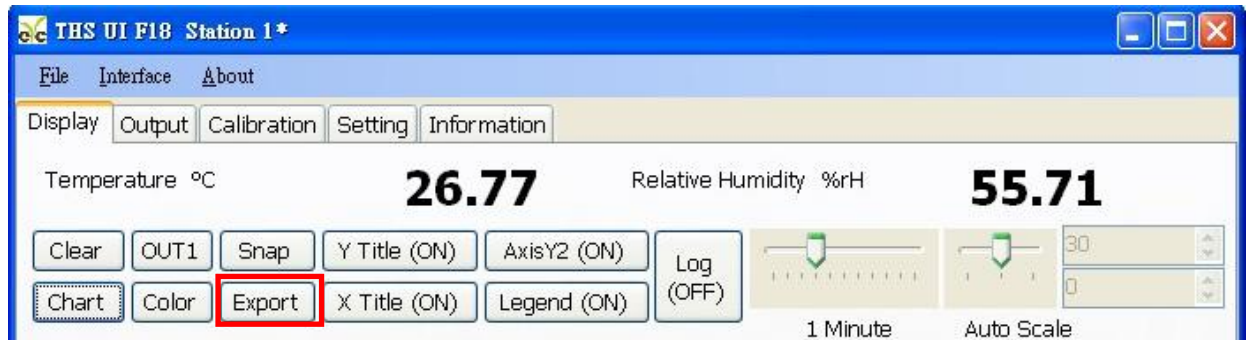 THS UI F18 Station 1*
File Interface About
Display Output Calibration Setting Information
Temperature ºC 26.77 Relative Humidity %rH 55.71
Clear OUT1 Snap Y Title (ON) AxisY2 (ON) Log (OFF) 30
Chart Color Export X Title (ON) Legend (ON) 0
1 Minute Auto Scale